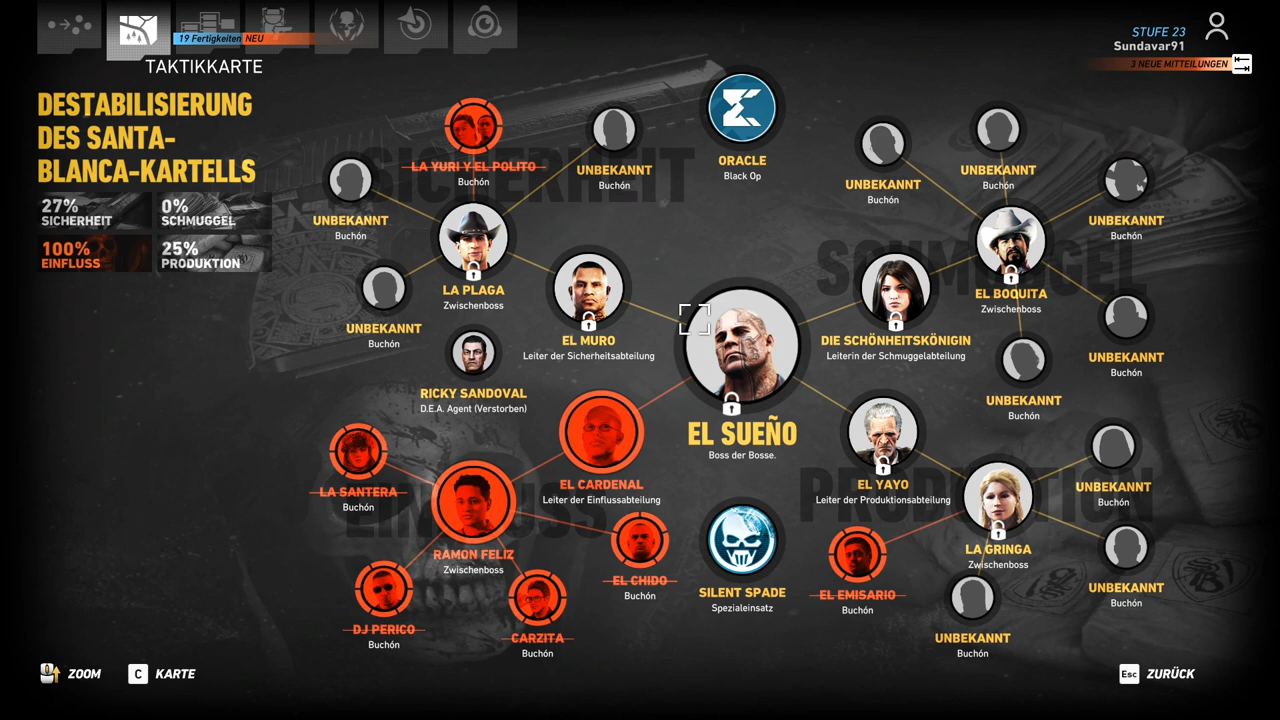 19 Fertigkeiten NEU
TAKTIKKARTE
STUFE 23
Sundavar91
3 NEUE MITTEILUNGEN
DESTABILISIERUNG
DES SANTA-
BLANCA-KARTELLS
27%
SICHERHEIT
0%
SCHMUGGEL
100%
EINFLUSS
25%
PRODUKTION
SICHERHEIT
LA YURI Y EL POLITO
Buchón
UNBEKANNT
Buchón
UNBEKANNT
Buchón
UNBEKANNT
Buchón
LA PLAGA
Zwischenboss
EL MURO
Leiter der Sicherheitsabteilung
RICKY SANDOVAL
D.E.A. Agent (Verstorben)
ORACLE
Black Op
SCHMUGGEL
UNBEKANNT
Buchón
UNBEKANNT
Buchón
UNBEKANNT
Buchón
UNBEKANNT
Buchón
UNBEKANNT
Buchón
EL BOQUITA
Zwischenboss
DIE SCHÖNHEITSKÖNIGIN
Leiterin der Schmuggelabteilung
EL SUEÑO
Boss der Bosse.
EINFLUSS
EL CARDENAL
Leiter der Einflussabteilung
LA SANTERA
Buchón
RAMON FELIZ
Zwischenboss
EL CHIDO
Buchón
DJ PERICO
Buchón
CARZITA
Buchón
SILENT SPADE
Spezialeinsatz
PRODUKTION
EL YAYO
Leiter der Produktionsabteilung
LA GRINGA
Zwischenboss
UNBEKANNT
Buchón
UNBEKANNT
Buchón
EL EMISARIO
Buchón
UNBEKANNT
Buchón
ZOOM
C KARTE
Esc ZURÜCK